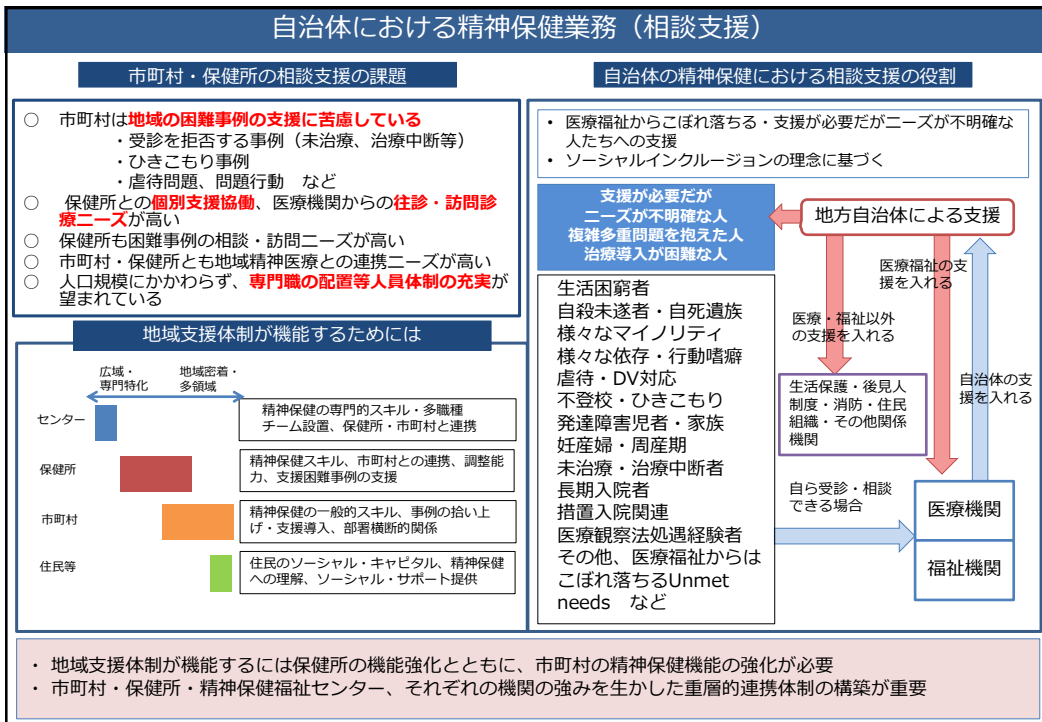 自治体における精神保健業務（相談支援）
市町村・保健所の相談支援の課題
○　市町村は地域の困難事例の支援に苦慮している
・受診を拒否する事例（未治療、治療中断等）
・ひきこもり事例
・虐待問題、問題行動　など
○　保健所との個別支援協働、医療機関からの往診・訪問診
療ニーズが高い
○　保健所も困難事例の相談・訪問ニーズが高い
○　市町村・保健所とも地域精神医療との連携ニーズが高い
○　人口規模にかかわらず、専門職の配置等人員体制の充実が
望まれている
地域支援体制が機能するためには
広域・
専門特化
地域密着・
多領域
センター
精神保健の専門的スキル・多職種
チーム設置、保健所・市町村と連携
保健所
精神保健スキル、市町村との連携、調整能
力、支援困難事例の支援
市町村
精神保健の一般的スキル、事例の拾い上
げ・支援導入、部署横断的関係
住民等
住民のソーシャル・キャピタル、精神保健
への理解、ソーシャル・サポート提供
自治体の精神保健における相談支援の役割
• 医療福祉からこぼれ落ちる・支援が必要だがニーズが不明確な
人たちへの支援
• ソーシャルインクルージョンの理念に基づく
支援が必要だが
ニーズが不明確な人
複雑多重問題を抱えた人
治療導入が困難な人
地方自治体による支援
生活困窮者
自殺未遂者・自死遺族
様々なマイノリティ
様々な依存・行動嗜癖
虐待・DV対応
不登校・ひきこもり
発達障害児者・家族
妊産婦・周産期
未治療・治療中断者
長期入院者
措置入院関連
医療観察法処遇経験者
その他、医療福祉からは
こぼれ落ちるUnmet
needs　など
医療福祉の支
援を入れる
医療・福祉以外
の支援を入れる
生活保護・後見人
制度・消防・住民
組織・その他関係
機関
自治体の支
援を入れる
自ら受診・相談
できる場合
医療機関
福祉機関
・ 地域支援体制が機能するには保健所の機能強化とともに、市町村の精神保健機能の強化が必要
・ 市町村・保健所・精神保健福祉センター、それぞれの機関の強みを生かした重層的連携体制の構築が重要